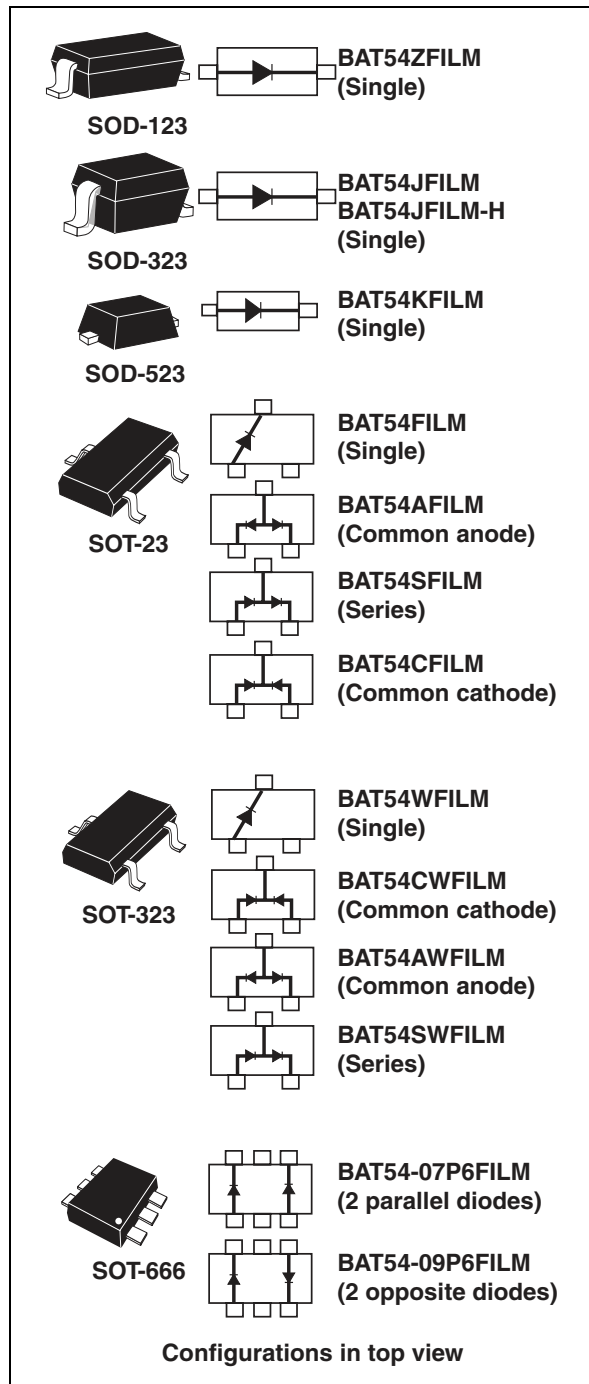 BAT54ZFILM
(Single)
SOD-123
BAT54JFILM
BAT54JFILM-H
(Single)
SOD-323
BAT54KFILM
(Single)
SOD-523
BAT54FILM
(Single)
BAT54AFILM
(Common anode)
SOT-23
BAT54SFILM
(Series)
BAT54CFILM
(Common cathode)
BAT54WFILM
(Single)
BAT54CWFILM
(Common cathode)
SOT-323
BAT54AWFILM
(Common anode)
BAT54SWFILM
(Series)
BAT54-07P6FILM
(2 parallel diodes)
SOT-666
BAT54-09P6FILM
(2 opposite diodes)
Configurations in top view